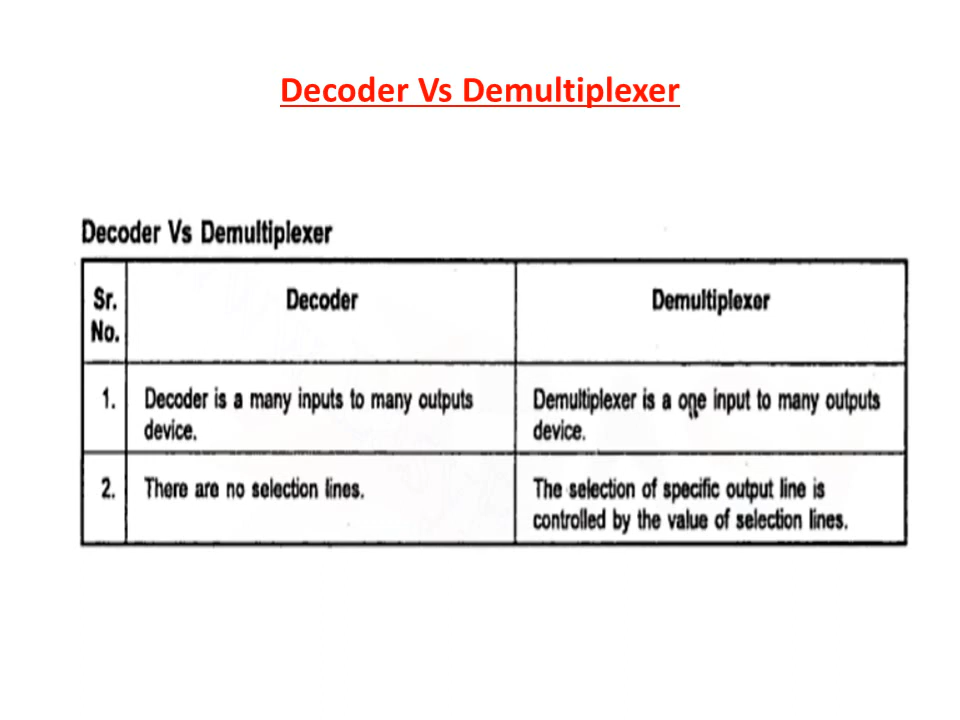 Decoder Vs Demultiplexer
Decoder Vs Demultiplexer
Sr. No.
Decoder
Demultiplexer
1.
Decoder is a many inputs to many outputs
device.
Demultiplexer is a one input to many outputs
device.
2.
There are no selection lines.
The selection of specific output line is
controlled by the value of selection lines.